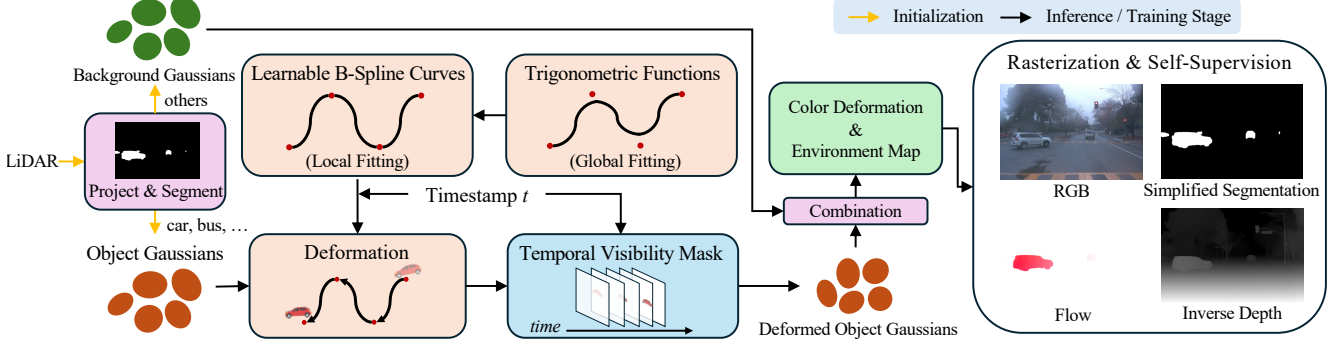 Initialization
Inference / Training Stage
Background Gaussians
others
LiDAR
Project & Segment
car, bus, …
Object Gaussians
Learnable B-Spline Curves
(Local Fitting)
Trigonometric Functions
(Global Fitting)
Timestamp t
Deformation
Temporal Visibility Mask
time
Deformed Object Gaussians
Combination
Color Deformation
&
Environment Map
Rasterization & Self-Supervision
RGB
Simplified Segmentation
Flow
Inverse Depth